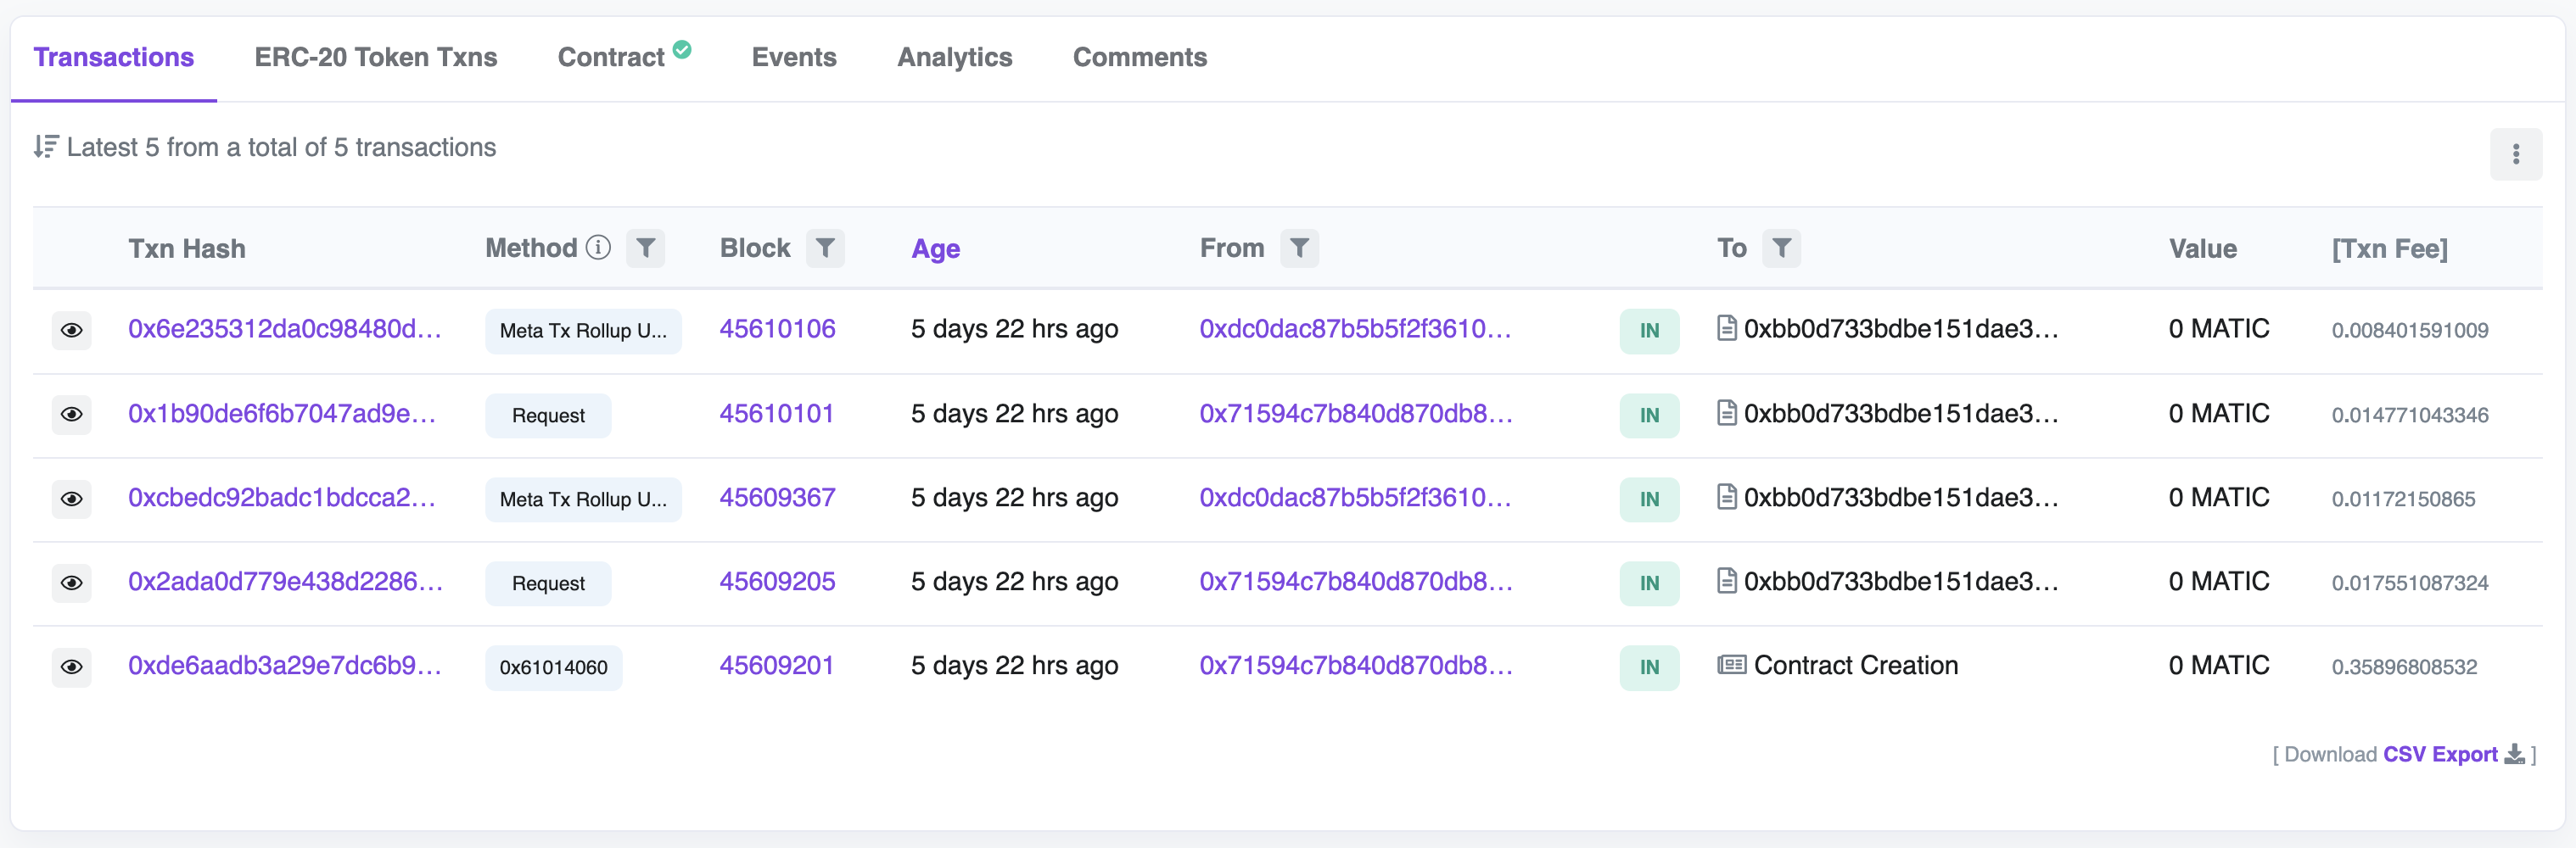 Transactions ERC-20 Token Txns Contract Events Analytics Comments
Latest 5 from a total of 5 transactions
Txn Hash Method Block Age From To Value [Txn Fee]
0x6e235312da0c98480d... Meta Tx Rollup U... 45610106 5 days 22 hrs ago 0xdc0dac87b5b5f2f3610... IN 0xbb0d733bdbe151dae3... 0 MATIC 0.008401591009
0x1b90de6f6b7047ad9e... Request 45610101 5 days 22 hrs ago 0x71594c7b840d870db8... IN 0xbb0d733bdbe151dae3... 0 MATIC 0.014771043346
0xcbedc92badc1bdcca2... Meta Tx Rollup U... 45609367 5 days 22 hrs ago 0xdc0dac87b5b5f2f3610... IN 0xbb0d733bdbe151dae3... 0 MATIC 0.01172150865
0x2ada0d779e438d2286... Request 45609205 5 days 22 hrs ago 0x71594c7b840d870db8... IN 0xbb0d733bdbe151dae3... 0 MATIC 0.017551087324
0xde6aadb3a29e7dc6b9... 0x61014060 45609201 5 days 22 hrs ago 0x71594c7b840d870db8... IN Contract Creation 0 MATIC 0.35896808532
[ Download CSV Export ]